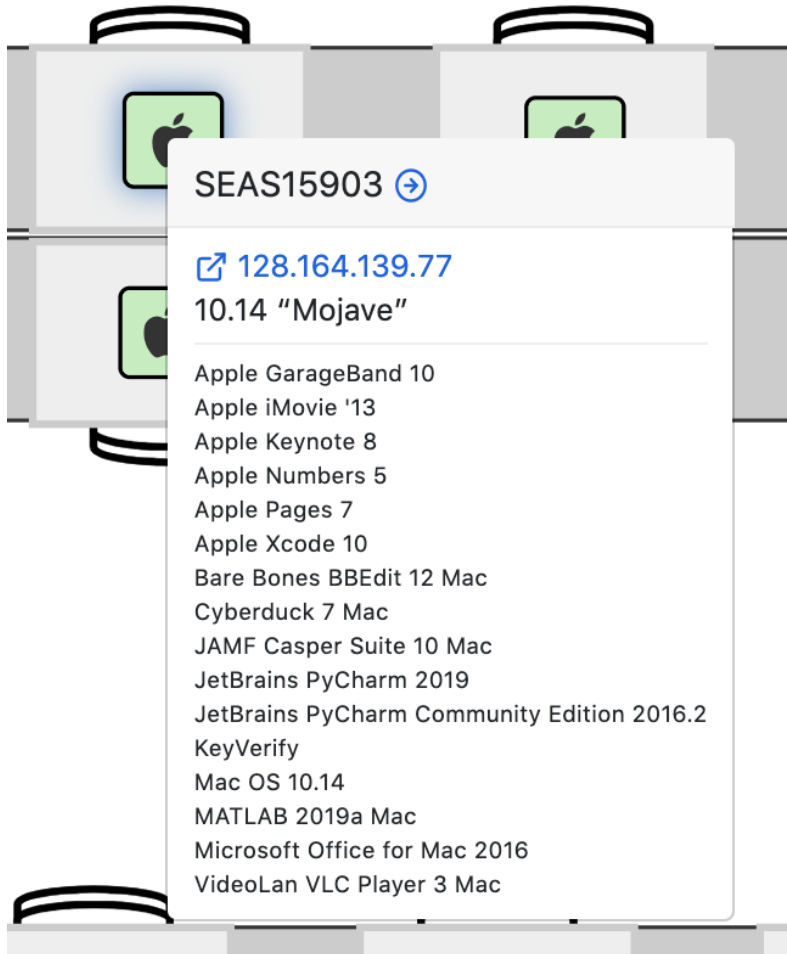 SEAS15903
128.164.139.77
10.14 “Mojave”
Apple GarageBand 10
Apple iMovie '13
Apple Keynote 8
Apple Numbers 5
Apple Pages 7
Apple Xcode 10
Bare Bones BBEdit 12 Mac
Cyberduck 7 Mac
JAMF Casper Suite 10 Mac
JetBrains PyCharm 2019
JetBrains PyCharm Community Edition 2016.2
KeyVerify
Mac OS 10.14
MATLAB 2019a Mac
Microsoft Office for Mac 2016
VideoLan VLC Player 3 Mac